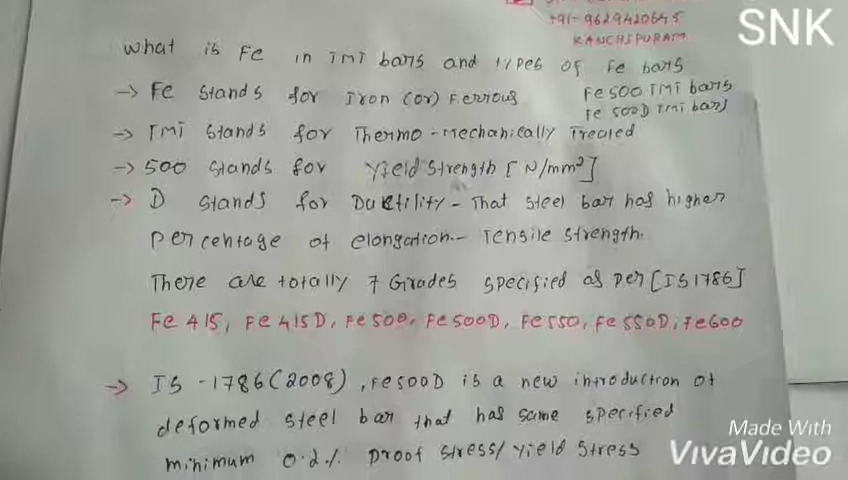 +91-9629420645
KANCHIPURAM
SNK
What is Fe in TMT bars and types of Fe bars
→ Fe stands for Iron (or) Ferrous
Fe 500 TMT bars
Fe 500D TMT bars
→ TMT stands for Thermo-Mechanically Treated
→ 500 stands for Yield Strength [N/mm²]
→ D stands for Ductility - That steel bar has higher
percentage of elongation - Tensile strength.
There are totally 7 Grades specified as per [IS1786]
Fe 415, Fe 415D, Fe 500, Fe 500D, Fe 550, Fe 550D, Fe 600
→ IS - 1786 (2008), Fe500D is a new introduction of
deformed steel bar that has same specified
minimum 0.2% proof stress/yield stress
Made With
VivaVideo